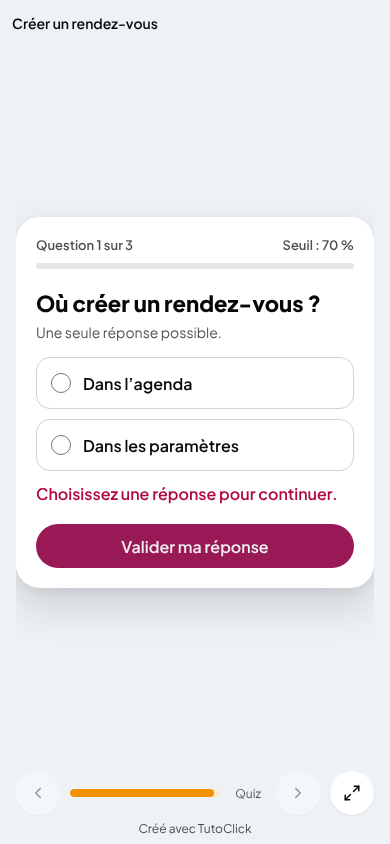 Créer un rendez-vous
Question 1 sur 3
Seuil : 70 %
Où créer un rendez-vous ?
Une seule réponse possible.
Dans l’agenda
Dans les paramètres
Choisissez une réponse pour continuer.
Valider ma réponse
Quiz
Créé avec TutoClick